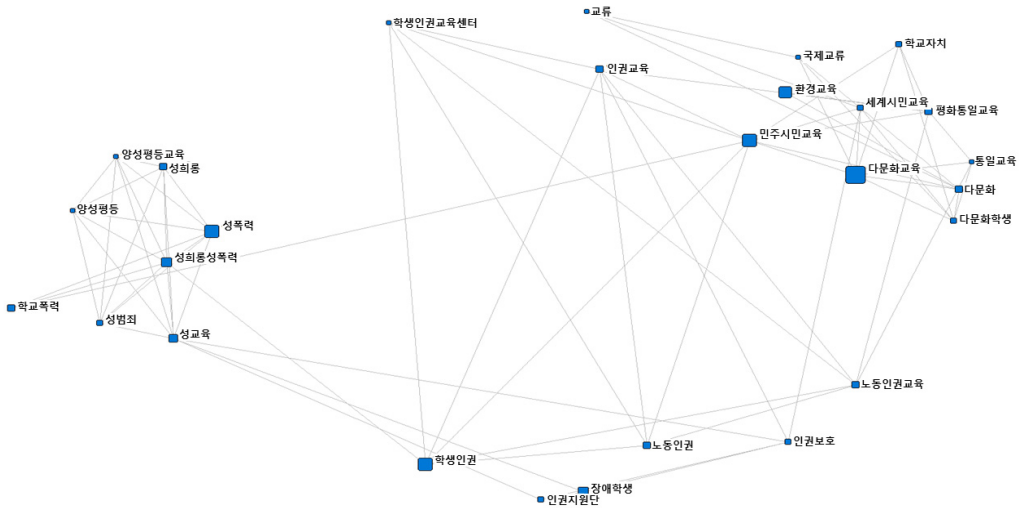 교류
학생인권교육센터
학교자치
국제교류
인권교육
환경교육
세계시민교육
평화통일교육
민주시민교육
양성평등교육
통일교육
성희롱
다문화교육
다문화
양성평등
다문화학생
성폭력
성희롱성폭력
학교폭력
성범죄
성교육
노동인권교육
인권보호
노동인권
학생인권
장애학생
인권지원단